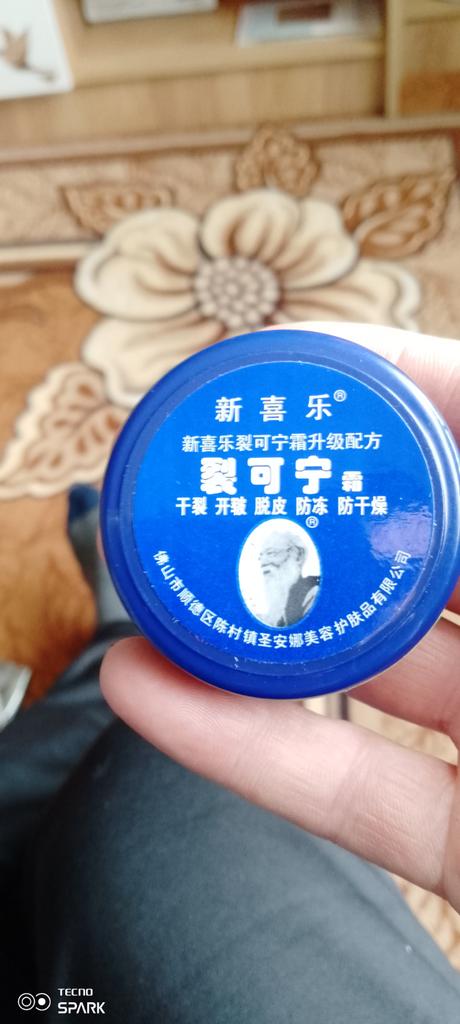 新喜乐®
新喜乐裂可宁霜升级配方
裂可宁霜
干裂 开皲 脱皮 防冻 防干燥
®
佛山市顺德区陈村镇圣安娜美容护肤品有限公司
TECNO
SPARK